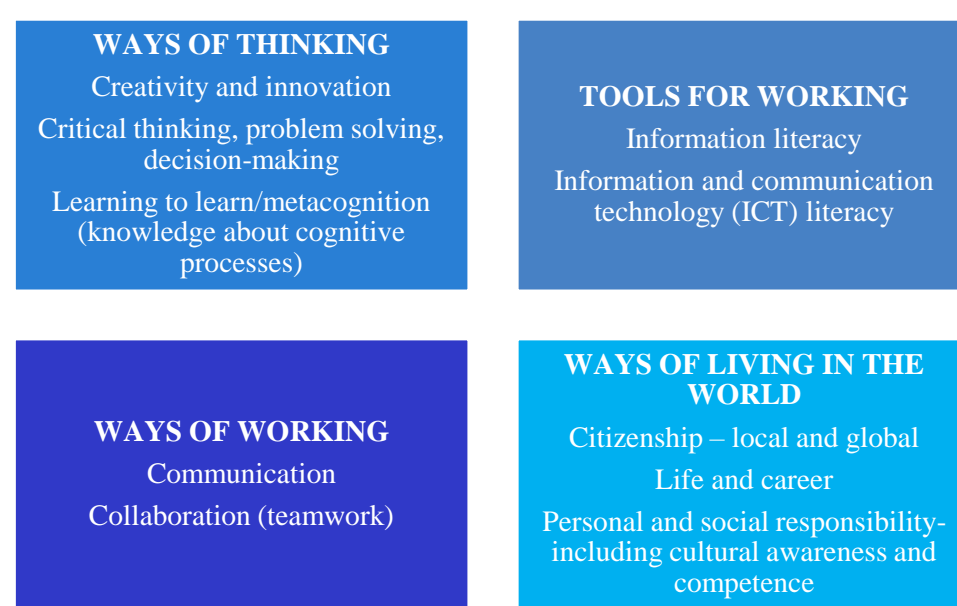 WAYS OF THINKING
Creativity and innovation
Critical thinking, problem solving,
decision-making
Learning to learn/metacognition
(knowledge about cognitive
processes)
TOOLS FOR WORKING
Information literacy
Information and communication
technology (ICT) literacy
WAYS OF WORKING
Communication
Collaboration (teamwork)
WAYS OF LIVING IN THE
WORLD
Citizenship – local and global
Life and career
Personal and social responsibility-
including cultural awareness and
competence